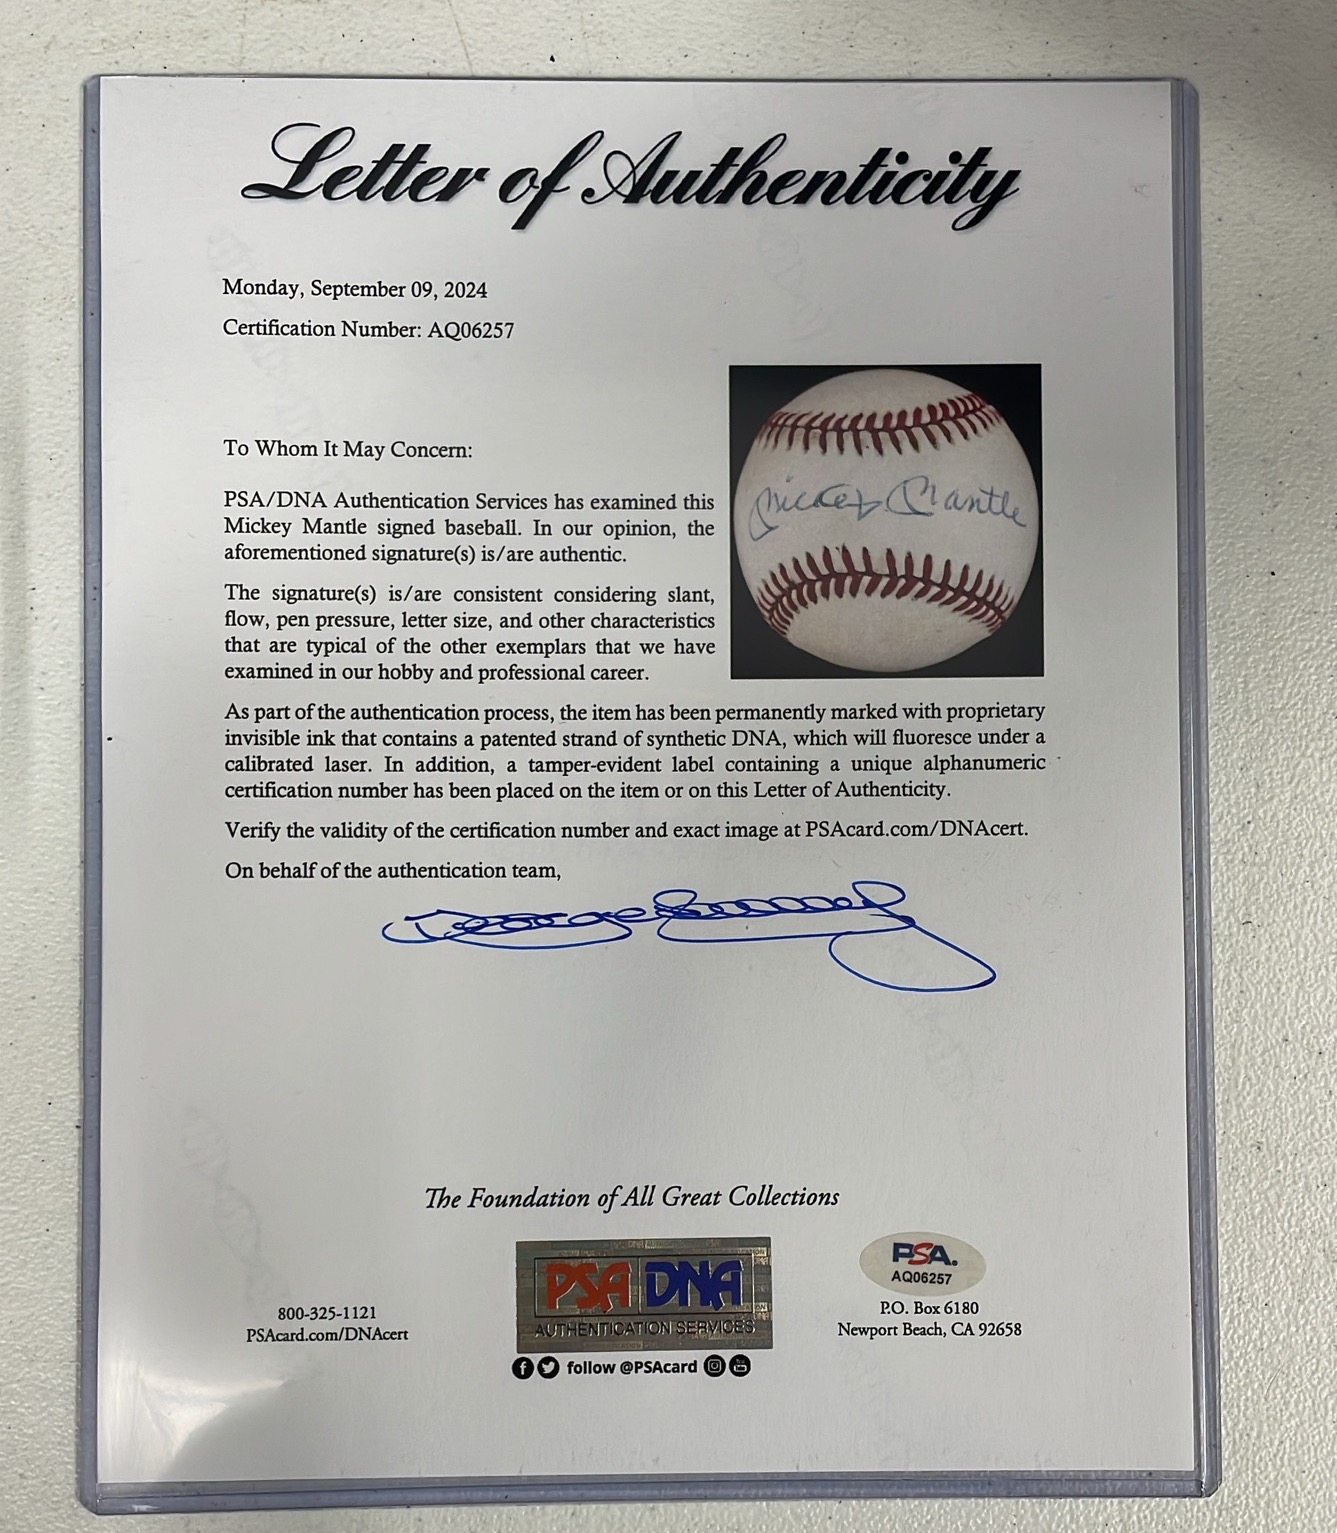 Letter of Authenticity
Monday, September 09, 2024
Certification Number: AQ06257
To Whom It May Concern:
PSA/DNA Authentication Services has examined this
Mickey Mantle signed baseball. In our opinion, the
aforementioned signature(s) is/are authentic.
The signature(s) is/are consistent considering slant,
flow, pen pressure, letter size, and other characteristics
that are typical of the other exemplars that we have
examined in our hobby and professional career.
Mickey Mantle
As part of the authentication process, the item has been permanently marked with proprietary
invisible ink that contains a patented strand of synthetic DNA, which will fluoresce under a
calibrated laser. In addition, a tamper-evident label containing a unique alphanumeric
certification number has been placed on the item or on this Letter of Authenticity.
Verify the validity of the certification number and exact image at PSAcard.com/DNAcert.
On behalf of the authentication team,
The Foundation of All Great Collections
800-325-1121
PSAcard.com/DNAcert
PSA DNA
AUTHENTICATION SERVICES
follow @PSAcard
PSA.
AQ06257
P.O. Box 6180
Newport Beach, CA 92658